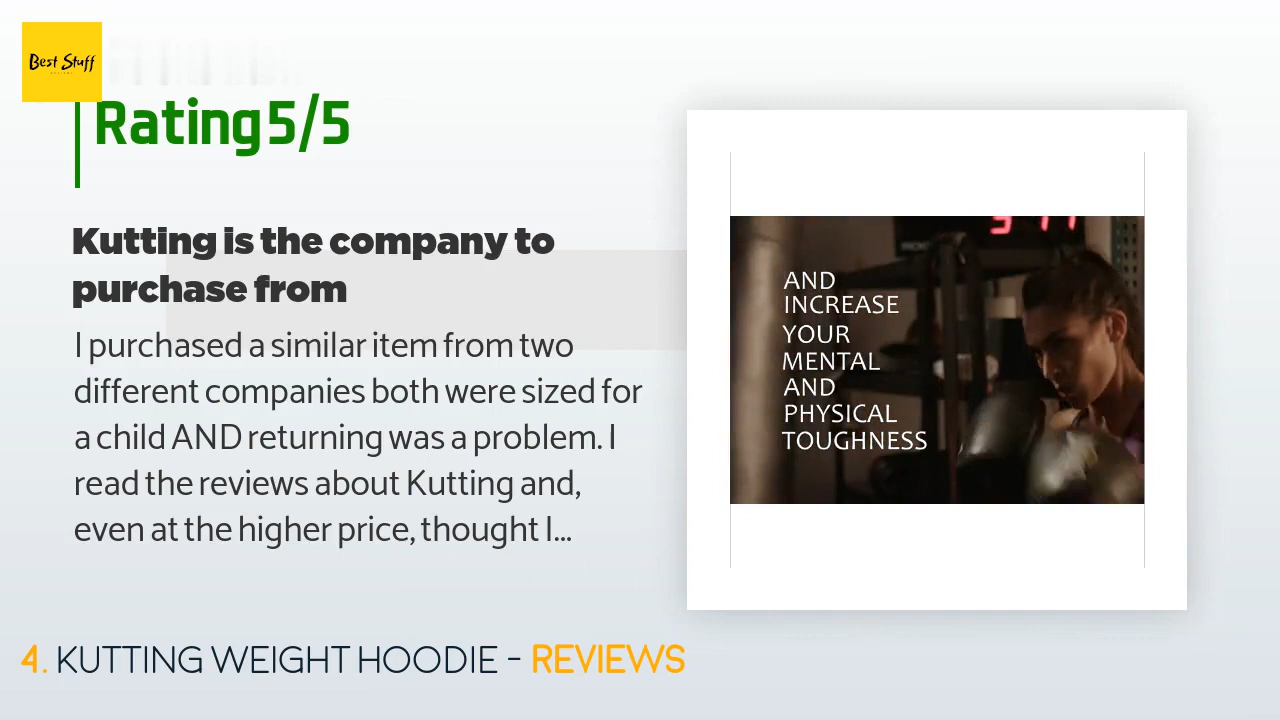 Best Stuff
Rating 5/5
Kutting is the company to
purchase from
I purchased a similar item from two
different companies both were sized for
a child AND returning was a problem. I
read the reviews about Kutting and,
even at the higher price, thought I...
AND
INCREASE
YOUR
MENTAL
AND
PHYSICAL
TOUGHNESS
4. KUTTING WEIGHT HOODIE - REVIEWS